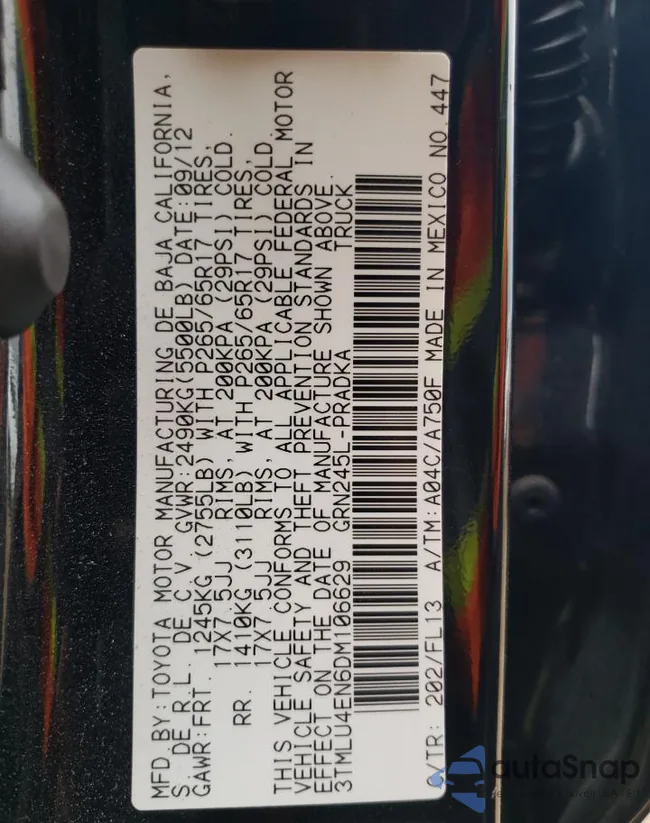 MFD.BY:TOYOTA MOTOR MANUFACTURING DE BAJA CALIFORNIA,
S. DE R.L. DE C.V. GVWR:2490KG(5500LB) DATE:09/12
GAWR:FRT. 1245KG (2755LB) WITH P265/65R17 TIRES,
17X7.5JJ RIMS, AT 200KPA (29PSI) COLD.
RR. 1410KG (3110LB) WITH P265/65R17 TIRES,
17X7.5JJ RIMS, AT 200KPA (29PSI) COLD.
THIS VEHICLE CONFORMS TO ALL APPLICABLE FEDERAL MOTOR
VEHICLE SAFETY AND THEFT PREVENTION STANDARDS IN
EFFECT ON THE DATE OF MANUFACTURE SHOWN ABOVE.
3TMLU4EN6DM106629 GRN245L-PRADKA TRUCK
C/TR: 202/FL13 A/TM:A04C/A750F MADE IN MEXICO NO.447
autoSnap